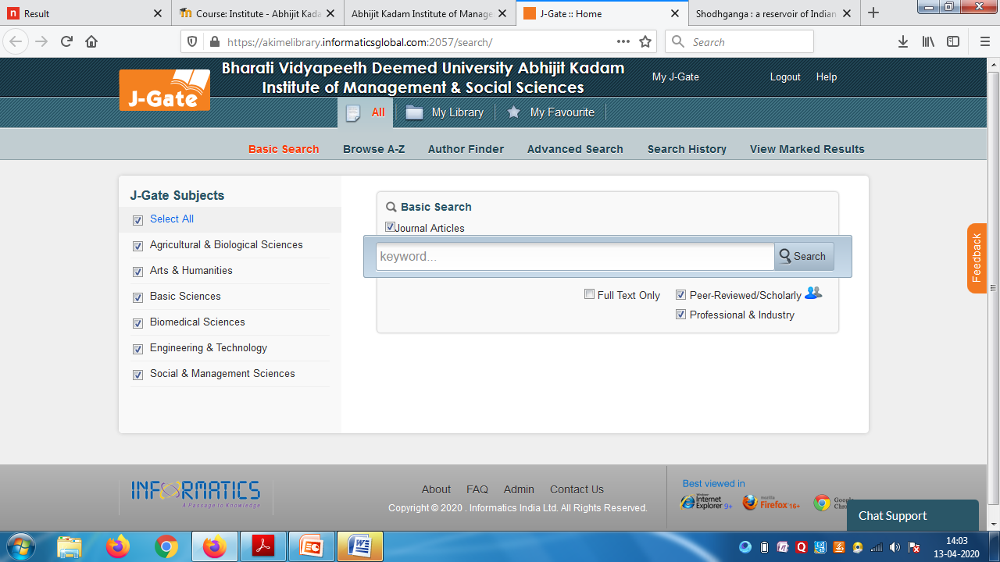 Result
Course: Institute - Abhijit Kada
Abhijit Kadam Institute of Manage
J-Gate :: Home
Shodhganga : a reservoir of Indian
https://akimelibrary.informaticsglobal.com:2057/search/
Search
Bharati Vidyapeeth Deemed University Abhijit Kadam
Institute of Management & Social Sciences
J-Gate
My J-Gate
Logout
Help
All
My Library
My Favourite
Basic Search
Browse A-Z
Author Finder
Advanced Search
Search History
View Marked Results
J-Gate Subjects
Select All
Agricultural & Biological Sciences
Arts & Humanities
Basic Sciences
Biomedical Sciences
Engineering & Technology
Social & Management Sciences
Basic Search
Journal Articles
keyword...
Search
Full Text Only
Peer-Reviewed/Scholarly
Professional & Industry
Feedback
INFORMATICS
A Passage to Knowledge
About
FAQ
Admin
Contact Us
Copyright © 2020 . Informatics India Ltd. All Rights Reserved.
Best viewed in
Windows
Internet
Explorer 9+
mozilla
Firefox 16+
Google
Chro
Chat Support
14:03
13-04-2020